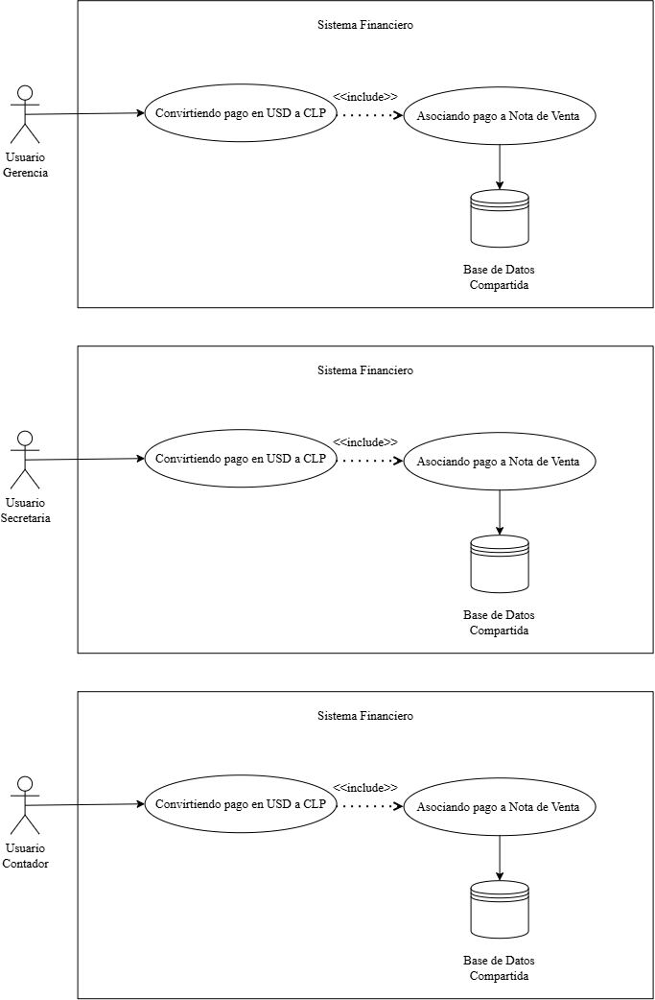 Sistema Financiero
<<include>>
Convirtiendo pago en USD a CLP
Asociando pago a Nota de Venta
Usuario
Gerencia
Base de Datos
Compartida
Sistema Financiero
<<include>>
Convirtiendo pago en USD a CLP
Asociando pago a Nota de Venta
Usuario
Secretaria
Base de Datos
Compartida
Sistema Financiero
<<include>>
Convirtiendo pago en USD a CLP
Asociando pago a Nota de Venta
Usuario
Contador
Base de Datos
Compartida